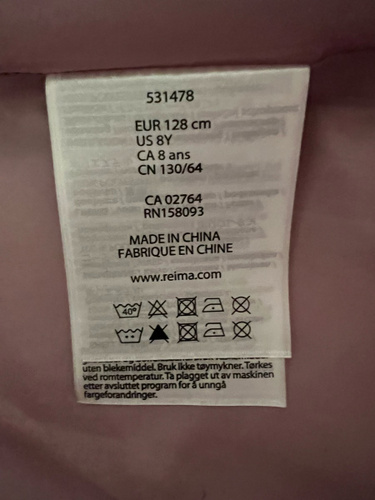 531478
EUR 128 cm
US 8Y
CA 8 ans
CN 130/64
CA 02764
RN158093
MADE IN CHINA
FABRIQUE EN CHINE
www.reima.com
40°
uten blekemiddel. Bruk ikke tøymykner. Tørkes
ved romtemperatur. Ta plagget ut av maskinen
etter avsluttet program for å unngå
fargeforandringer.